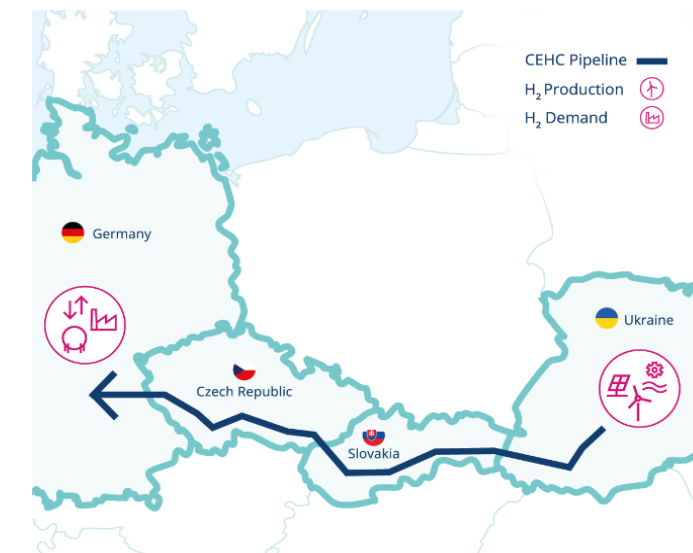 CEHC Pipeline
H2 Production
H2 Demand
Germany
Ukraine
Czech Republic
Slovakia